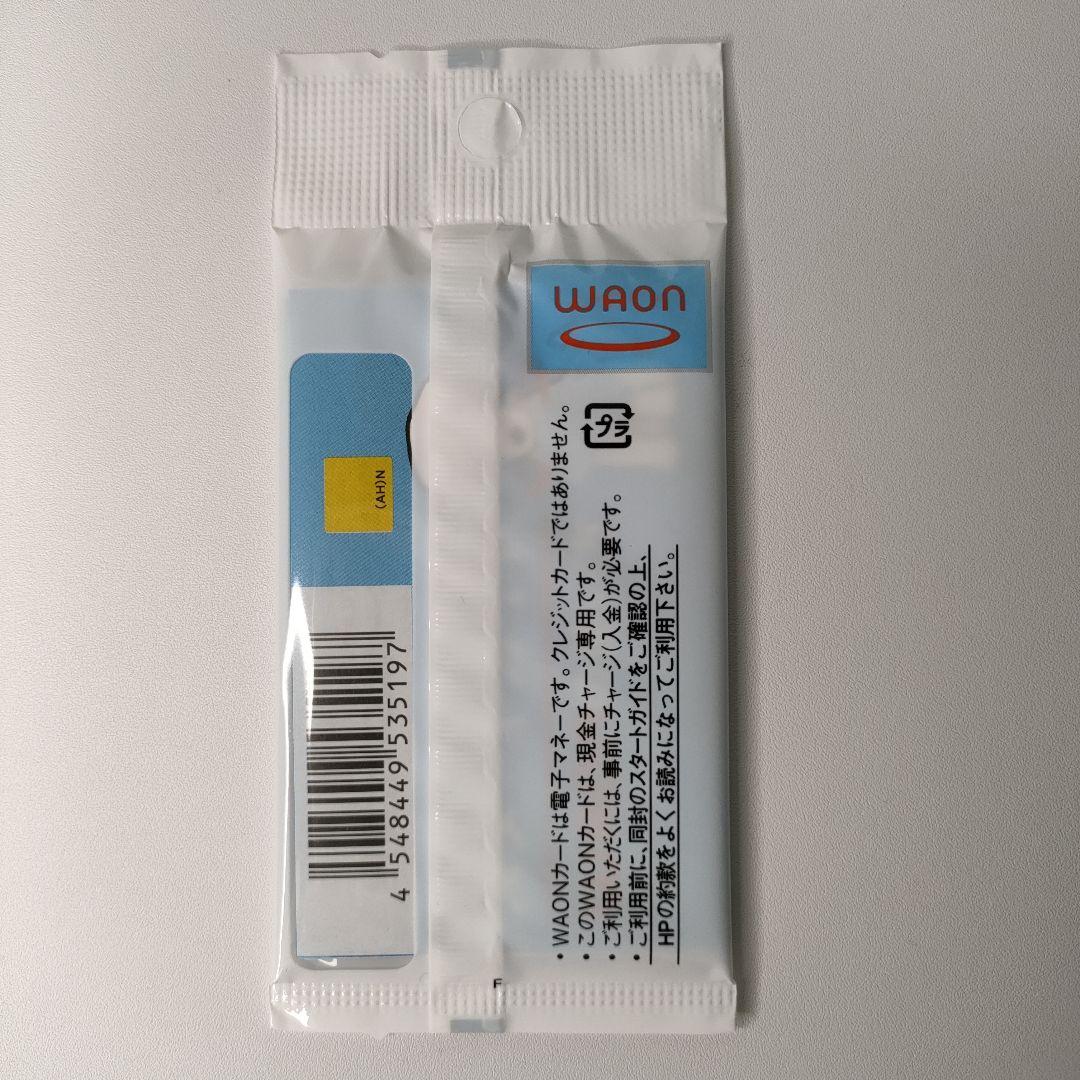 WAON
プラ
・WAONカードは電子マネーです。クレジットカードではありません。
・このWAONカードは、現金チャージ専用です。
・ご利用いただくには、事前にチャージ(入金)が必要です。
・ご利用前に、同封のスタートガイドをご確認の上、
HPの約款をよくお読みになってご利用下さい。
(AH)N
4 548449 535197
F